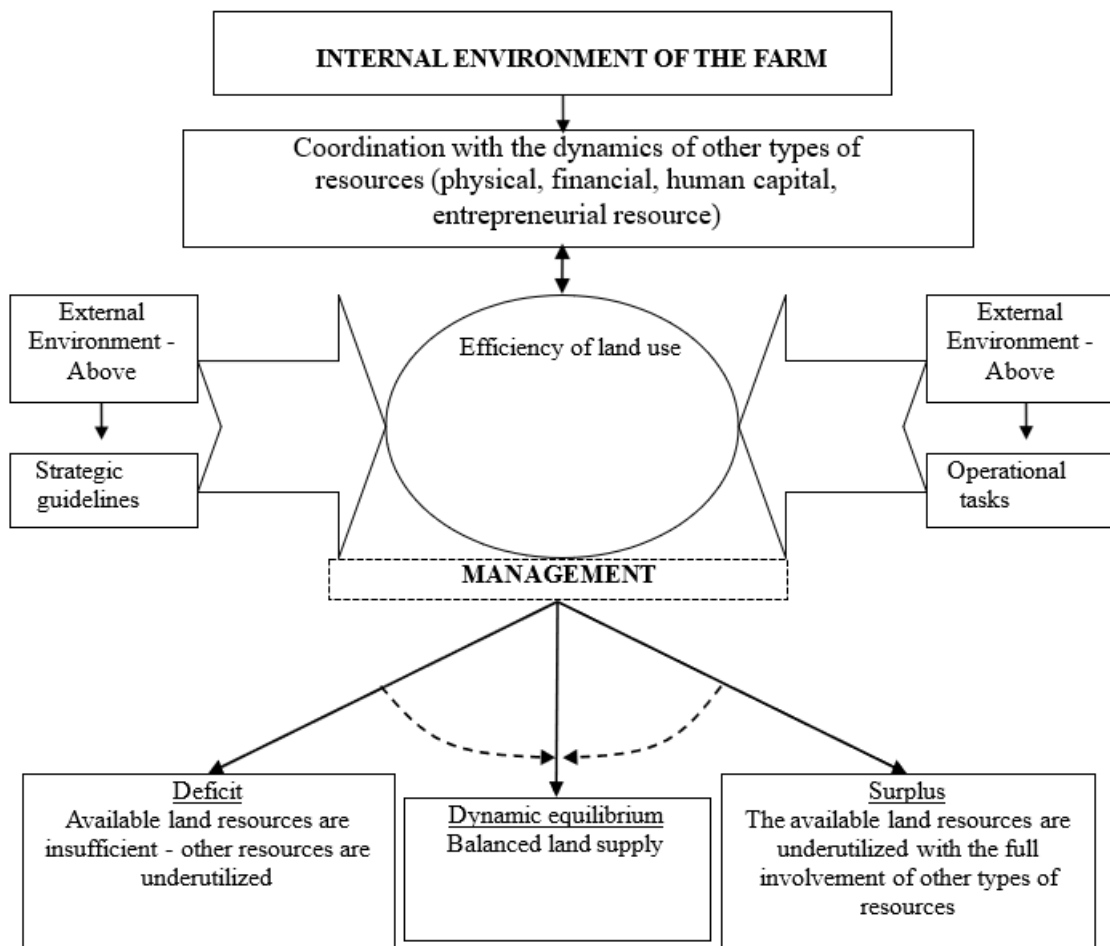 INTERNAL ENVIRONMENT OF THE FARM
Coordination with the dynamics of other types of
resources (physical, financial, human capital,
entrepreneurial resource)
External
Environment -
Above
Strategic
guidelines
Efficiency of land use
External
Environment -
Above
Operational
tasks
MANAGEMENT
Deficit
Available land resources are
insufficient - other resources are
underutilized
Dynamic equilibrium
Balanced land supply
Surplus
The available land resources are
underutilized with the full
involvement of other types of
resources